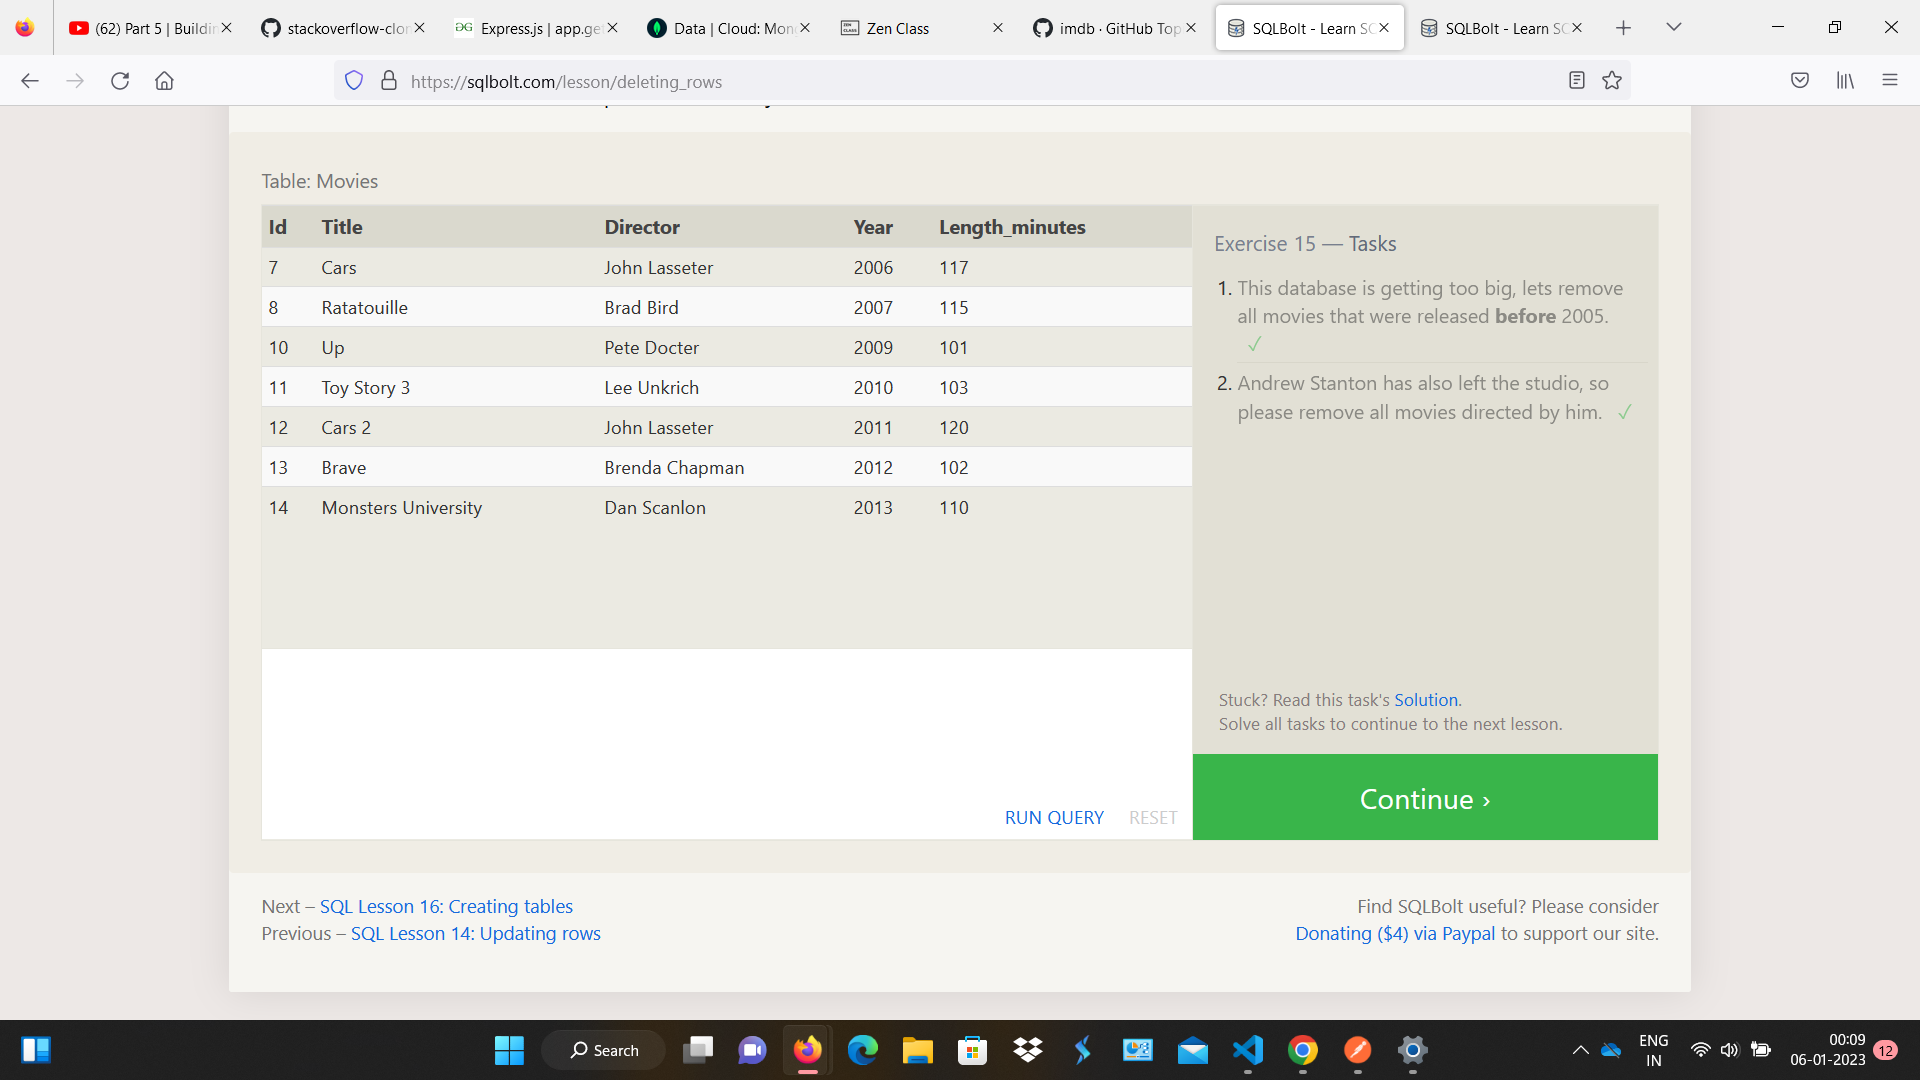 (62) Part 5 | Buildin
stackoverflow-clon
Express.js | app.get
Data | Cloud: Mon
Zen Class
imdb · GitHub Top
SQLBolt - Learn SQ
SQLBolt - Learn SQ
https://sqlbolt.com/lesson/deleting_rows
Table: Movies
Id Title Director Year Length_minutes
7 Cars John Lasseter 2006 117
8 Ratatouille Brad Bird 2007 115
10 Up Pete Docter 2009 101
11 Toy Story 3 Lee Unkrich 2010 103
12 Cars 2 John Lasseter 2011 120
13 Brave Brenda Chapman 2012 102
14 Monsters University Dan Scanlon 2013 110
RUN QUERY RESET
Exercise 15 — Tasks
1. This database is getting too big, lets remove
all movies that were released before 2005.
✓
2. Andrew Stanton has also left the studio, so
please remove all movies directed by him. ✓
Stuck? Read this task's Solution.
Solve all tasks to continue to the next lesson.
Continue ›
Next – SQL Lesson 16: Creating tables
Previous – SQL Lesson 14: Updating rows
Find SQLBolt useful? Please consider
Donating ($4) via Paypal to support our site.
Search
ENG
IN
00:09
06-01-2023
12